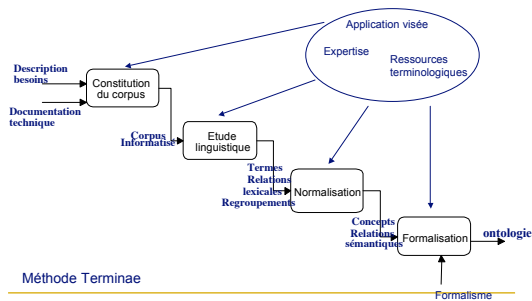 Application visée
Expertise
Ressources
terminologiques
Description
besoins
Constitution
du corpus
Documentation
technique
Corpus
Informatisé
Etude
linguistique
Termes
Relations
lexicales
Regroupements
Normalisation
Concepts
Relations
sémantiques
Formalisation
ontologie
Méthode Terminae
Formalisme